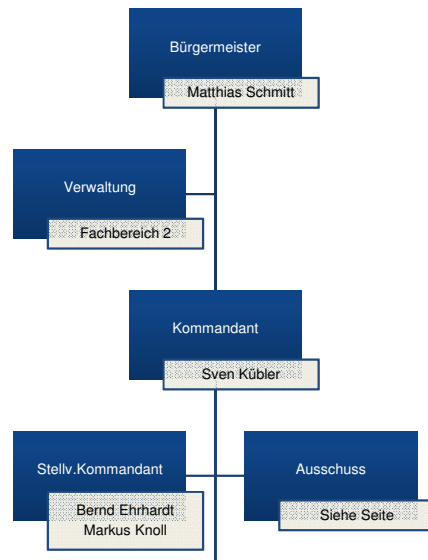 Bürgermeister
Matthias Schmitt
Verwaltung
Fachbereich 2
Kommandant
Sven Kübler
Stellv.Kommandant
Bernd Ehrhardt
Markus Knoll
Ausschuss
Siehe Seite